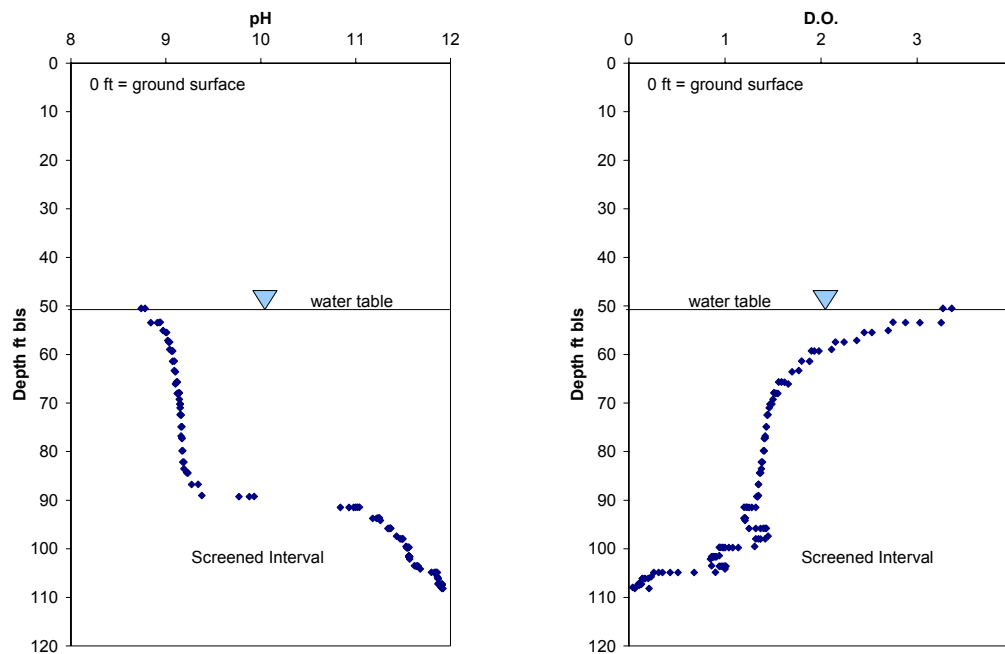 pH
8 9 10 11 12
0
10
20
30
40
50
60
70
80
90
100
110
120
Depth ft bls
0 ft = ground surface
water table
Screened Interval
D.O.
0 1 2 3
0
10
20
30
40
50
60
70
80
90
100
110
120
Depth ft bls
0 ft = ground surface
water table
Screened Interval